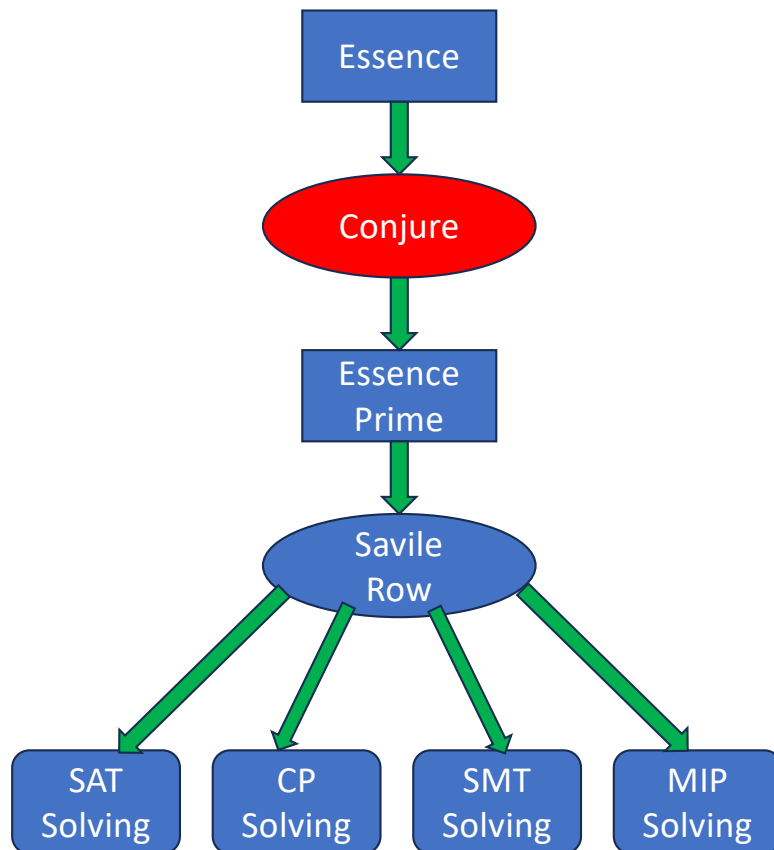 Essence
Conjure
Essence
Prime
Savile
Row
SAT
Solving
CP
Solving
SMT
Solving
MIP
Solving